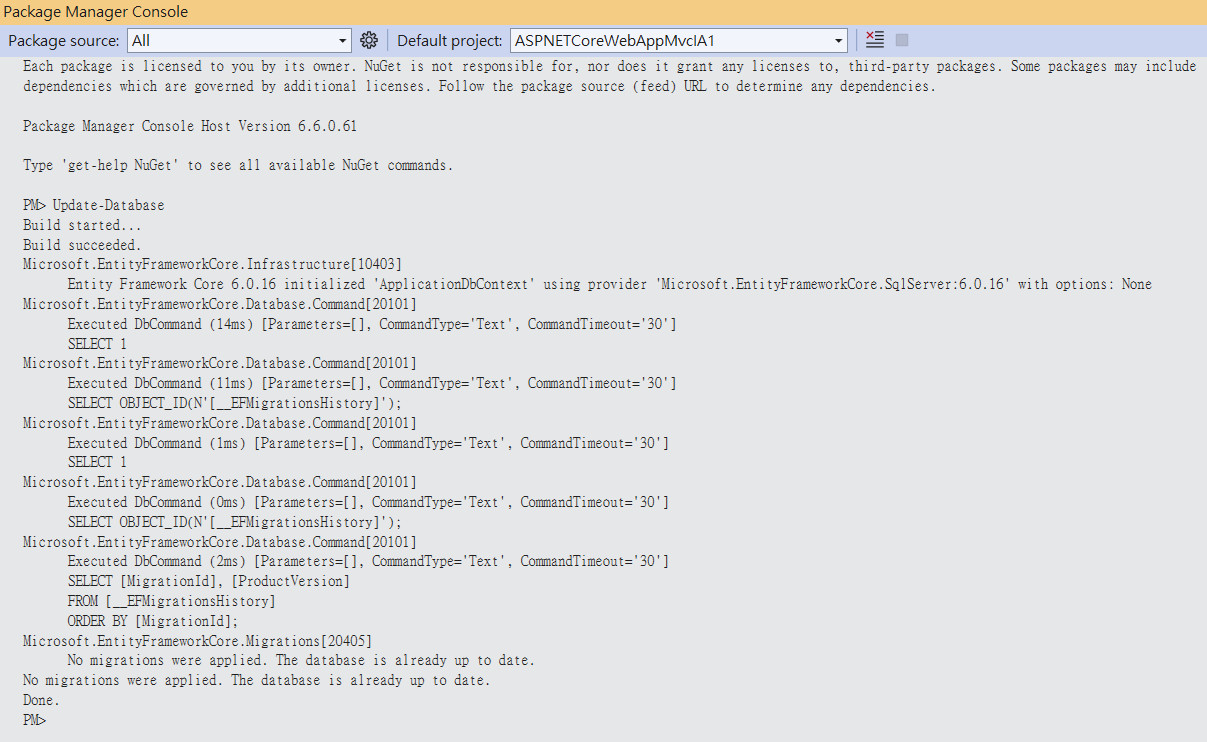 Package Manager Console
Package source: All Default project: ASPNETCoreWebAppMvcIA1
Each package is licensed to you by its owner. NuGet is not responsible for, nor does it grant any licenses to, third-party packages. Some packages may include
dependencies which are governed by additional licenses. Follow the package source (feed) URL to determine any dependencies.
Package Manager Console Host Version 6.6.0.61
Type 'get-help NuGet' to see all available NuGet commands.
PM> Update-Database
Build started...
Build succeeded.
Microsoft.EntityFrameworkCore.Infrastructure[10403]
Entity Framework Core 6.0.16 initialized 'ApplicationDbContext' using provider 'Microsoft.EntityFrameworkCore.SqlServer:6.0.16' with options: None
Microsoft.EntityFrameworkCore.Database.Command[20101]
Executed DbCommand (14ms) [Parameters=[], CommandType='Text', CommandTimeout='30']
SELECT 1
Microsoft.EntityFrameworkCore.Database.Command[20101]
Executed DbCommand (11ms) [Parameters=[], CommandType='Text', CommandTimeout='30']
SELECT OBJECT_ID(N'[__EFMigrationsHistory]');
Microsoft.EntityFrameworkCore.Database.Command[20101]
Executed DbCommand (1ms) [Parameters=[], CommandType='Text', CommandTimeout='30']
SELECT 1
Microsoft.EntityFrameworkCore.Database.Command[20101]
Executed DbCommand (0ms) [Parameters=[], CommandType='Text', CommandTimeout='30']
SELECT OBJECT_ID(N'[__EFMigrationsHistory]');
Microsoft.EntityFrameworkCore.Database.Command[20101]
Executed DbCommand (2ms) [Parameters=[], CommandType='Text', CommandTimeout='30']
SELECT [MigrationId], [ProductVersion]
FROM [__EFMigrationsHistory]
ORDER BY [MigrationId];
Microsoft.EntityFrameworkCore.Migrations[20405]
No migrations were applied. The database is already up to date.
No migrations were applied. The database is already up to date.
Done.
PM>